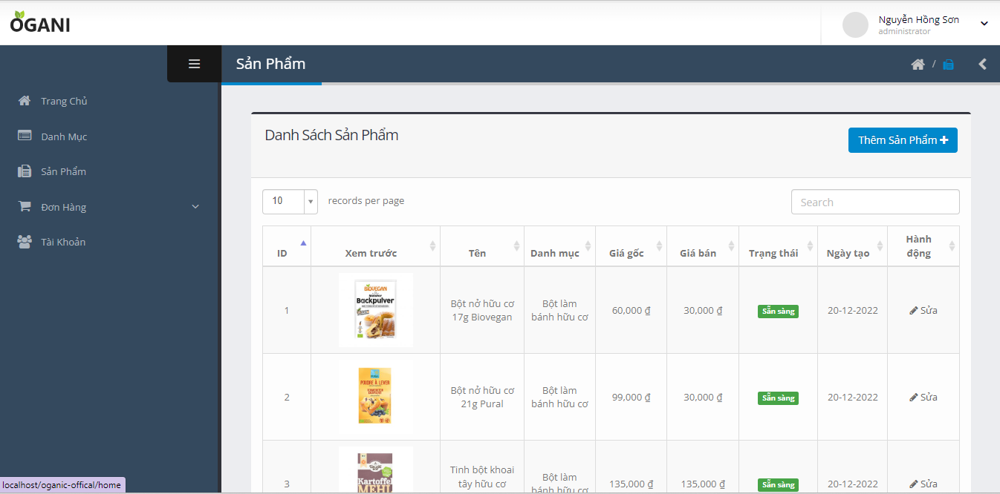 OGANI
Nguyễn Hồng Sơn
administrator
Sản Phẩm
/
Trang Chủ
Danh Mục
Sản Phẩm
Đơn Hàng
Tài Khoản
Danh Sách Sản Phẩm
Thêm Sản Phẩm
10
records per page
Search
ID
Xem trước
Tên
Danh mục
Giá gốc
Giá bán
Trạng thái
Ngày tạo
Hành
động
1
BIOVEGAN
Meister
Backpulver
Bột nở hữu cơ
17g Biovegan
Bột làm
bánh hữu cơ
60,000 ₫
30,000 ₫
Sẵn sàng
20-12-2022
Sửa
2
POUDRE À LEVER
Bột nở hữu cơ
21g Pural
Bột làm
bánh hữu cơ
99,000 ₫
30,000 ₫
Sẵn sàng
20-12-2022
Sửa
3
Kartoffel
MEHL
Tinh bột khoai
tây hữu cơ
Bột làm
bánh hữu cơ
135,000 ₫
135,000 ₫
Sẵn sàng
20-12-2022
Sửa
localhost/oganic-offical/home